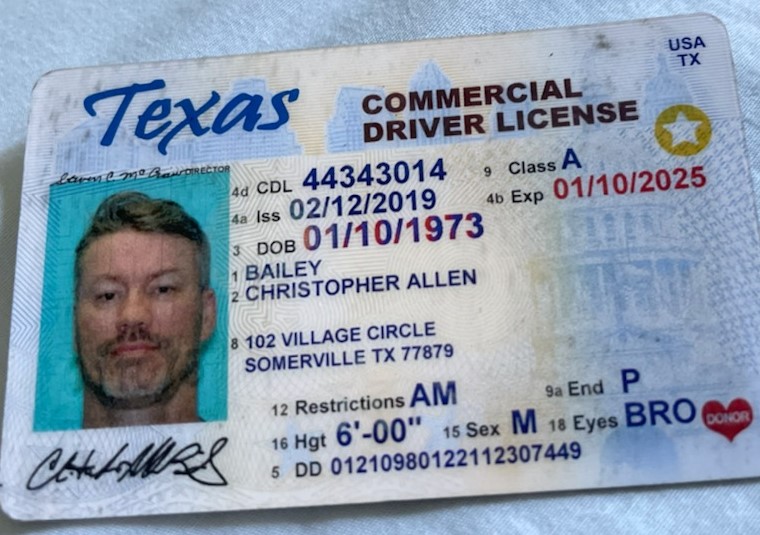 USA
TX
Texas
COMMERCIAL
DRIVER LICENSE
DIRECTOR
4d CDL 44343014 9 Class A
4a Iss 02/12/2019 4b Exp 01/10/2025
3 DOB 01/10/1973
1 BAILEY
2 CHRISTOPHER ALLEN
8 102 VILLAGE CIRCLE
SOMERVILLE TX 77879
12 Restrictions AM 9a End P
16 Hgt 6'-00" 15 Sex M 18 Eyes BRO DONOR
5 DD 01210980122112307449